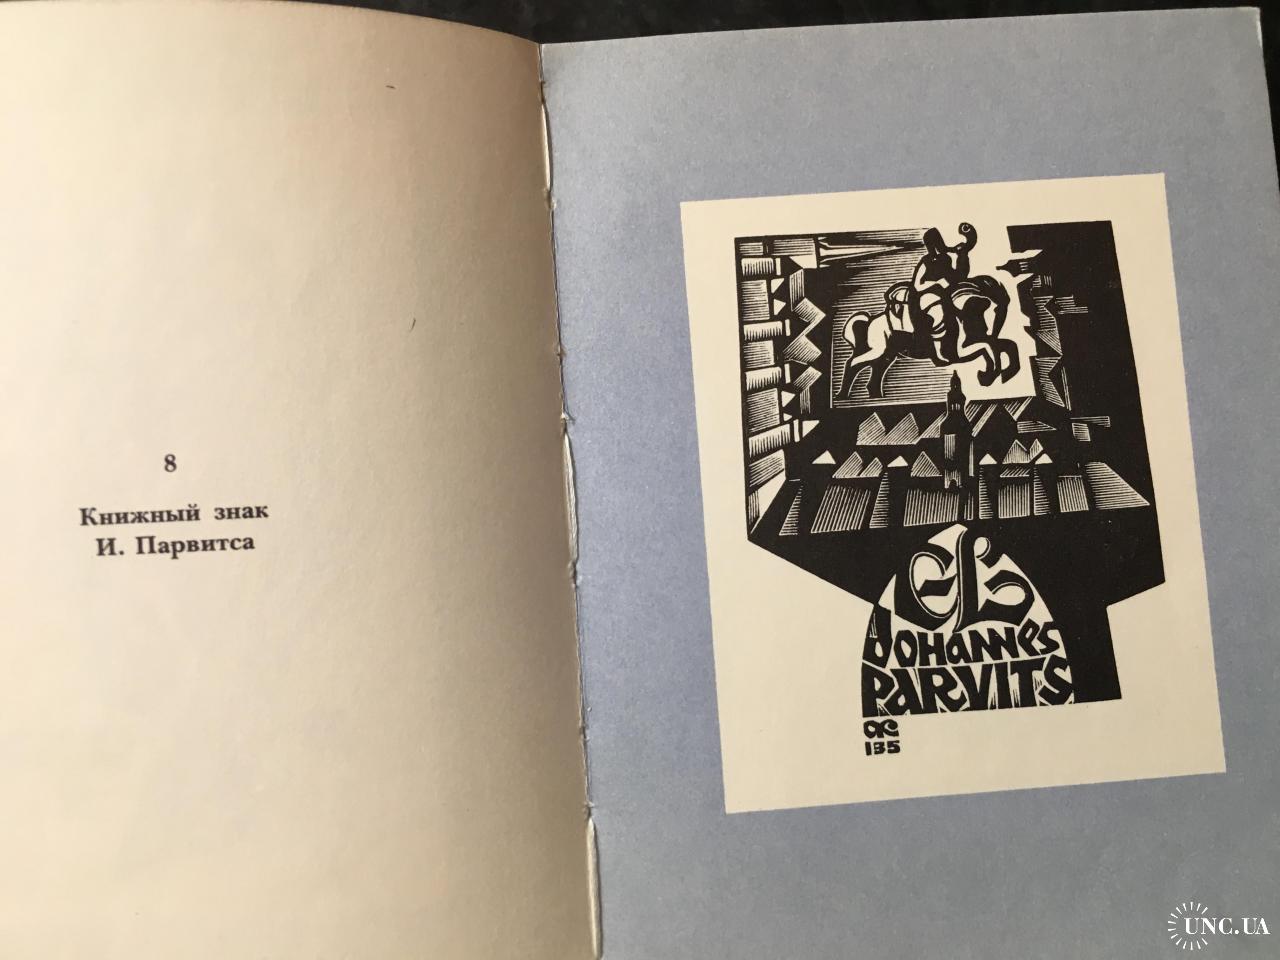 8
Книжный знак
И. Парвитса
EL
JOHANNES
PARVITS
135
UNC.UA